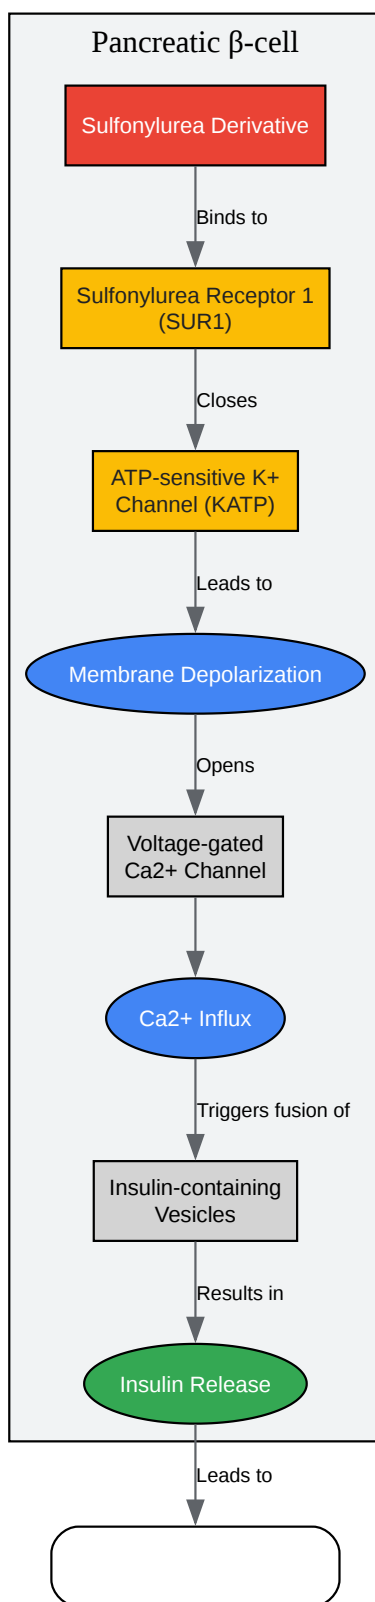 Pancreatic β-cell
Sulfonylurea Derivative
Binds to
Sulfonylurea Receptor 1
(SUR1)
Closes
ATP-sensitive K+
Channel (KATP)
Leads to
Membrane Depolarization
Opens
Voltage-gated
Ca2+ Channel
Ca2+ Influx
Triggers fusion of
Insulin-containing
Vesicles
Results in
Insulin Release
Leads to